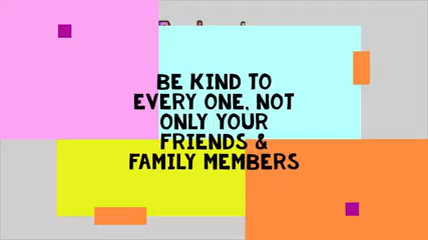 BE KIND TO
EVERY ONE, NOT
ONLY YOUR
FRIENDS &
FAMILY MEMBERS